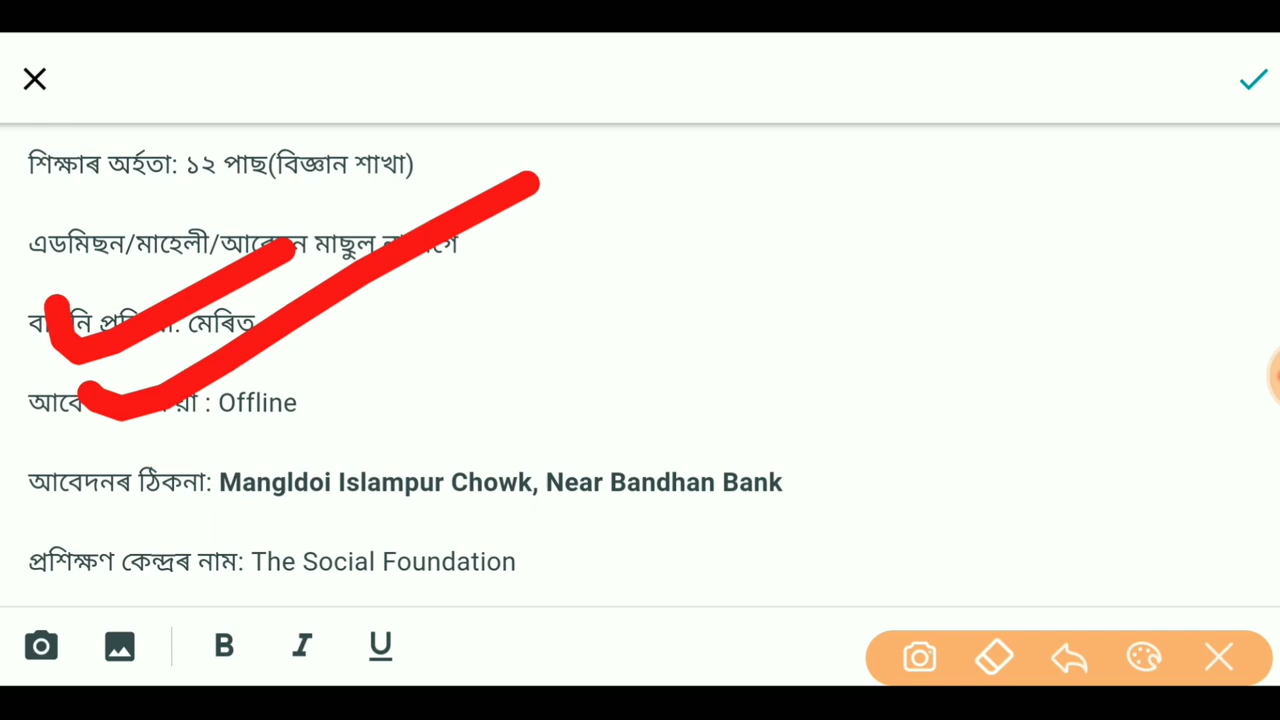 শিক্ষাৰ অৰ্হতা: ১২ পাছ(বিজ্ঞান শাখা)
এডমিছন/মাহেলী/আবেদন মাছুল
মেৰিত
: Offline
আবেদনৰ ঠিকনা: Mangldoi Islampur Chowk, Near Bandhan Bank
প্ৰশিক্ষণ কেন্দ্ৰৰ নাম: The Social Foundation
B I U